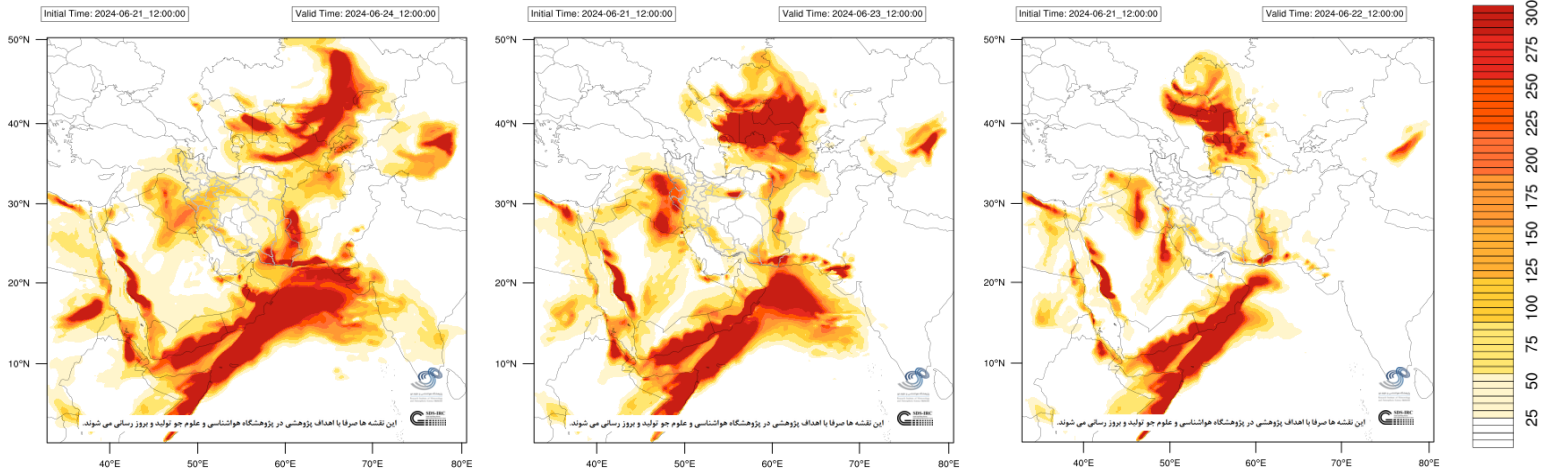 Initial Time: 2024-06-21_12:00:00
Valid Time: 2024-06-24_12:00:00
50°N
40°N
30°N
20°N
10°N
40°E
50°E
60°E
70°E
80°E
SDS-IRC
این نقشه ها صرفا با اهداف پژوهشی در پژوهشگاه هواشناسی و علوم جو تولید و بروز رسانی می شوند.
Initial Time: 2024-06-21_12:00:00
Valid Time: 2024-06-23_12:00:00
50°N
40°N
30°N
20°N
10°N
40°E
50°E
60°E
70°E
80°E
SDS-IRC
این نقشه ها صرفا با اهداف پژوهشی در پژوهشگاه هواشناسی و علوم جو تولید و بروز رسانی می شوند.
Initial Time: 2024-06-21_12:00:00
Valid Time: 2024-06-22_12:00:00
50°N
40°N
30°N
20°N
10°N
40°E
50°E
60°E
70°E
80°E
SDS-IRC
این نقشه ها صرفا با اهداف پژوهشی در پژوهشگاه هواشناسی و علوم جو تولید و بروز رسانی می شوند.
300
275
250
225
200
175
150
125
100
75
50
25